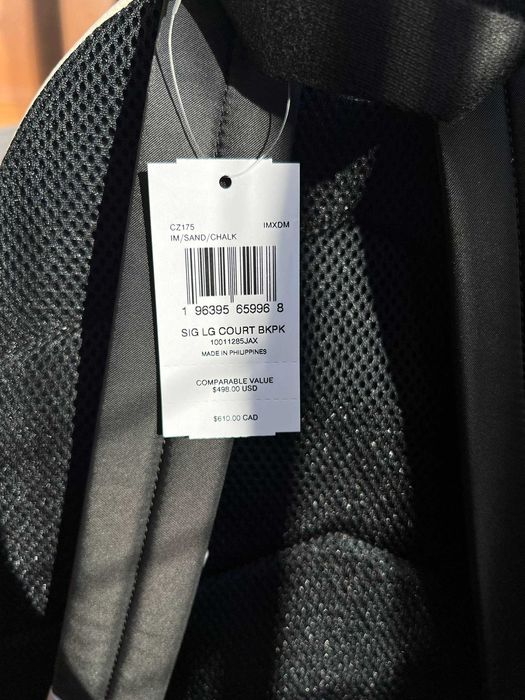 CZ175 IMXDM
IM/SAND/CHALK
1 96395 65996 8
SIG LG COURT BKPK
10011285JAX
MADE IN PHILIPPINES
COMPARABLE VALUE
$498.00 USD
$610.00 CAD